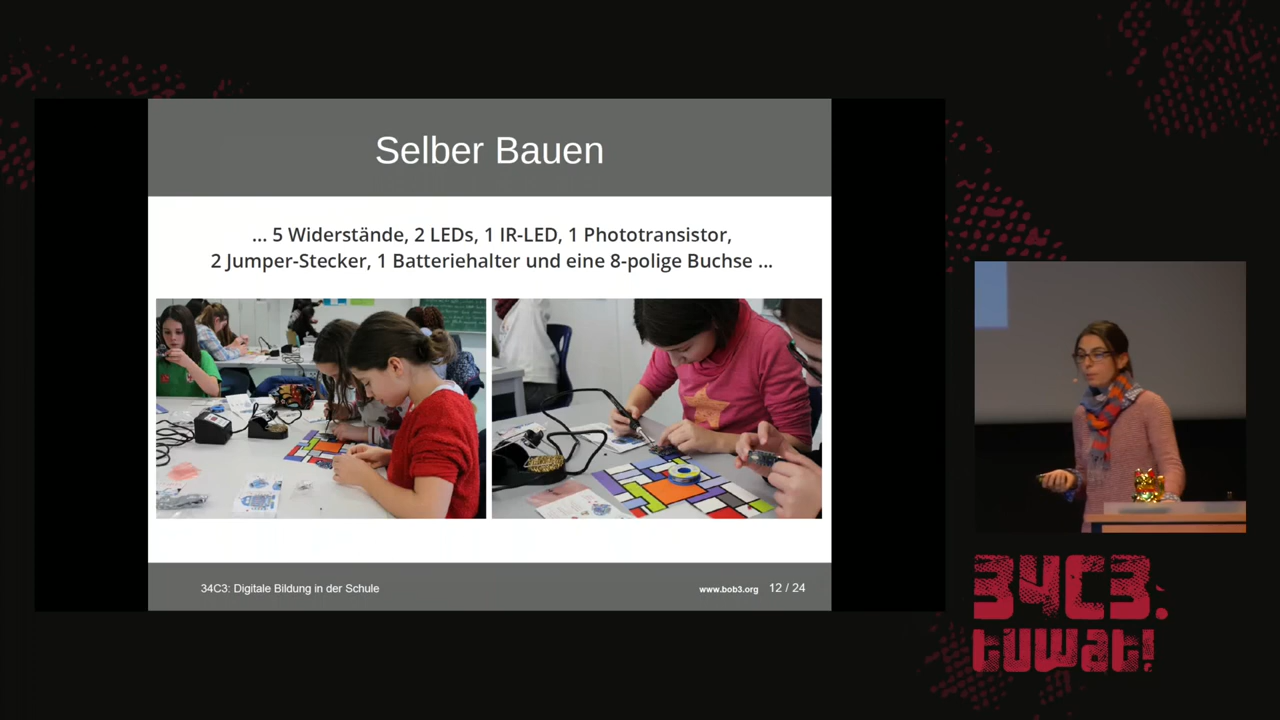 Selber Bauen
... 5 Widerstände, 2 LEDs, 1 IR-LED, 1 Phototransistor,
2 Jumper-Stecker, 1 Batteriehalter und eine 8-polige Buchse ...
34C3: Digitale Bildung in der Schule
www.bob3.org
12 / 24
34C3.
tuwat!